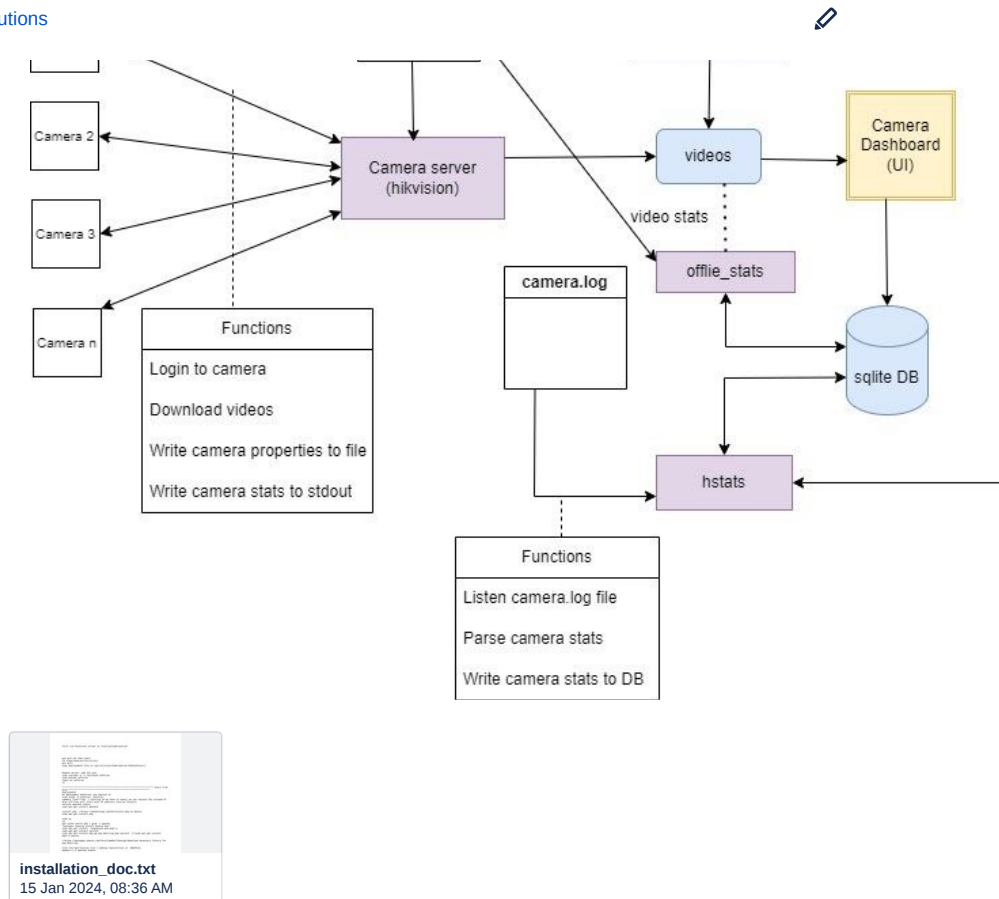 utions
Camera 2
Camera 3
Camera n
Camera server
(hikvision)
videos
Camera
Dashboard
(UI)
video stats
offlie_stats
camera.log
sqlite DB
hstats
Functions
Login to camera
Download videos
Write camera properties to file
Write camera stats to stdout
Functions
Listen camera.log file
Parse camera stats
Write camera stats to DB
installation_doc.txt
15 Jan 2024, 08:36 AM